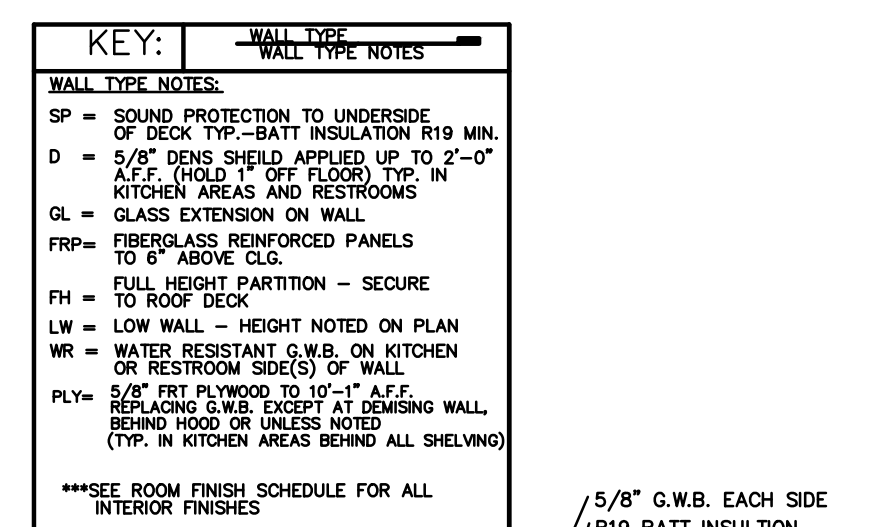 KEY:
WALL TYPE
WALL TYPE NOTES
WALL TYPE NOTES:
SP = SOUND PROTECTION TO UNDERSIDE
OF DECK TYP.-BATT INSULATION R19 MIN.
D = 5/8" DENS SHEILD APPLIED UP TO 2'-0"
A.F.F. (HOLD 1" OFF FLOOR) TYP. IN
KITCHEN AREAS AND RESTROOMS
GL = GLASS EXTENSION ON WALL
FRP= FIBERGLASS REINFORCED PANELS
TO 6" ABOVE CLG.
FULL HEIGHT PARTITION - SECURE
FH = TO ROOF DECK
LW = LOW WALL - HEIGHT NOTED ON PLAN
WR = WATER RESISTANT G.W.B. ON KITCHEN
OR RESTROOM SIDE(S) OF WALL
PLY= 5/8" FRT PLYWOOD TO 10'-1" A.F.F.
REPLACING G.W.B. EXCEPT AT DEMISING WALL,
BEHIND HOOD OR UNLESS NOTED
(TYP. IN KITCHEN AREAS BEHIND ALL SHELVING)
***SEE ROOM FINISH SCHEDULE FOR ALL
INTERIOR FINISHES
5/8" G.W.B. EACH SIDE
R19 BATT INSULTION